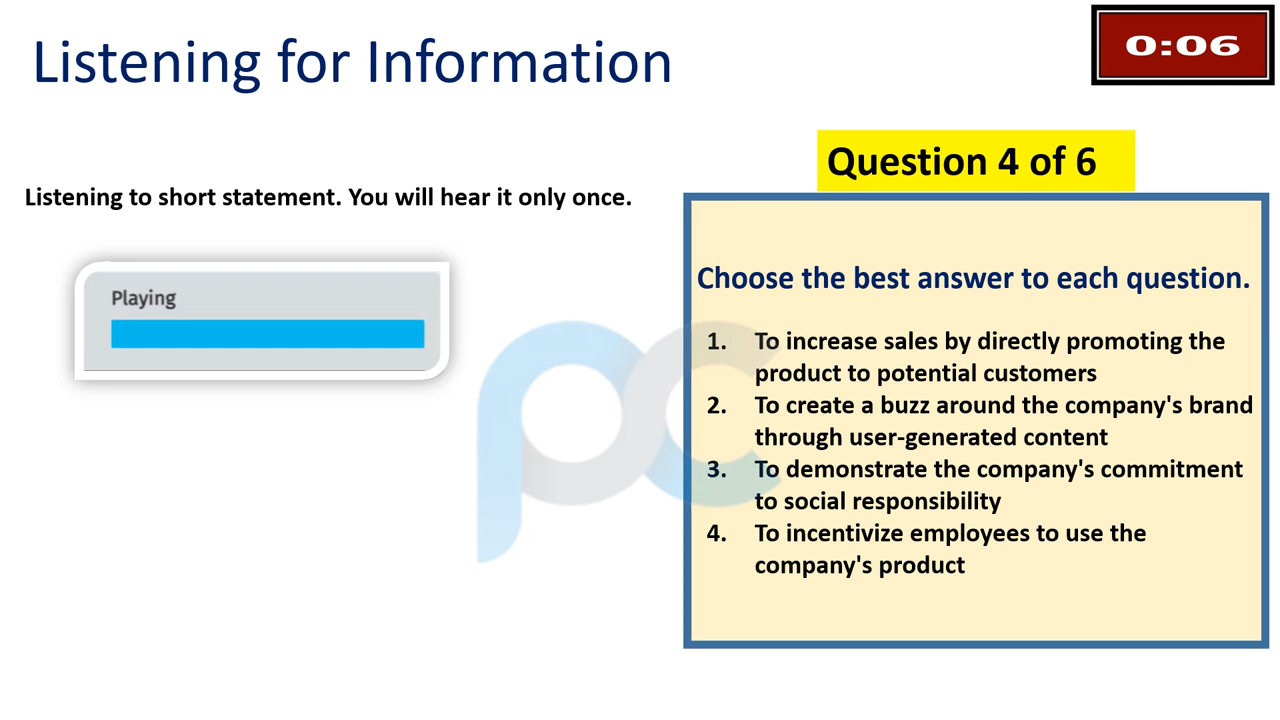 Listening for Information
0:06
Question 4 of 6
Listening to short statement. You will hear it only once.
Playing
Choose the best answer to each question.
1. To increase sales by directly promoting the
product to potential customers
2. To create a buzz around the company's brand
through user-generated content
3. To demonstrate the company's commitment
to social responsibility
4. To incentivize employees to use the
company's product
pc